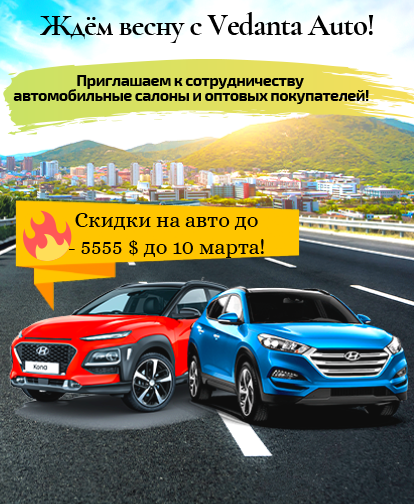 Ждём весну с Vedanta Auto!
Приглашаем к сотрудничеству
автомобильные салоны и оптовых покупателей!
Скидки на авто до
- 5555 $ до 10 марта!
Kona